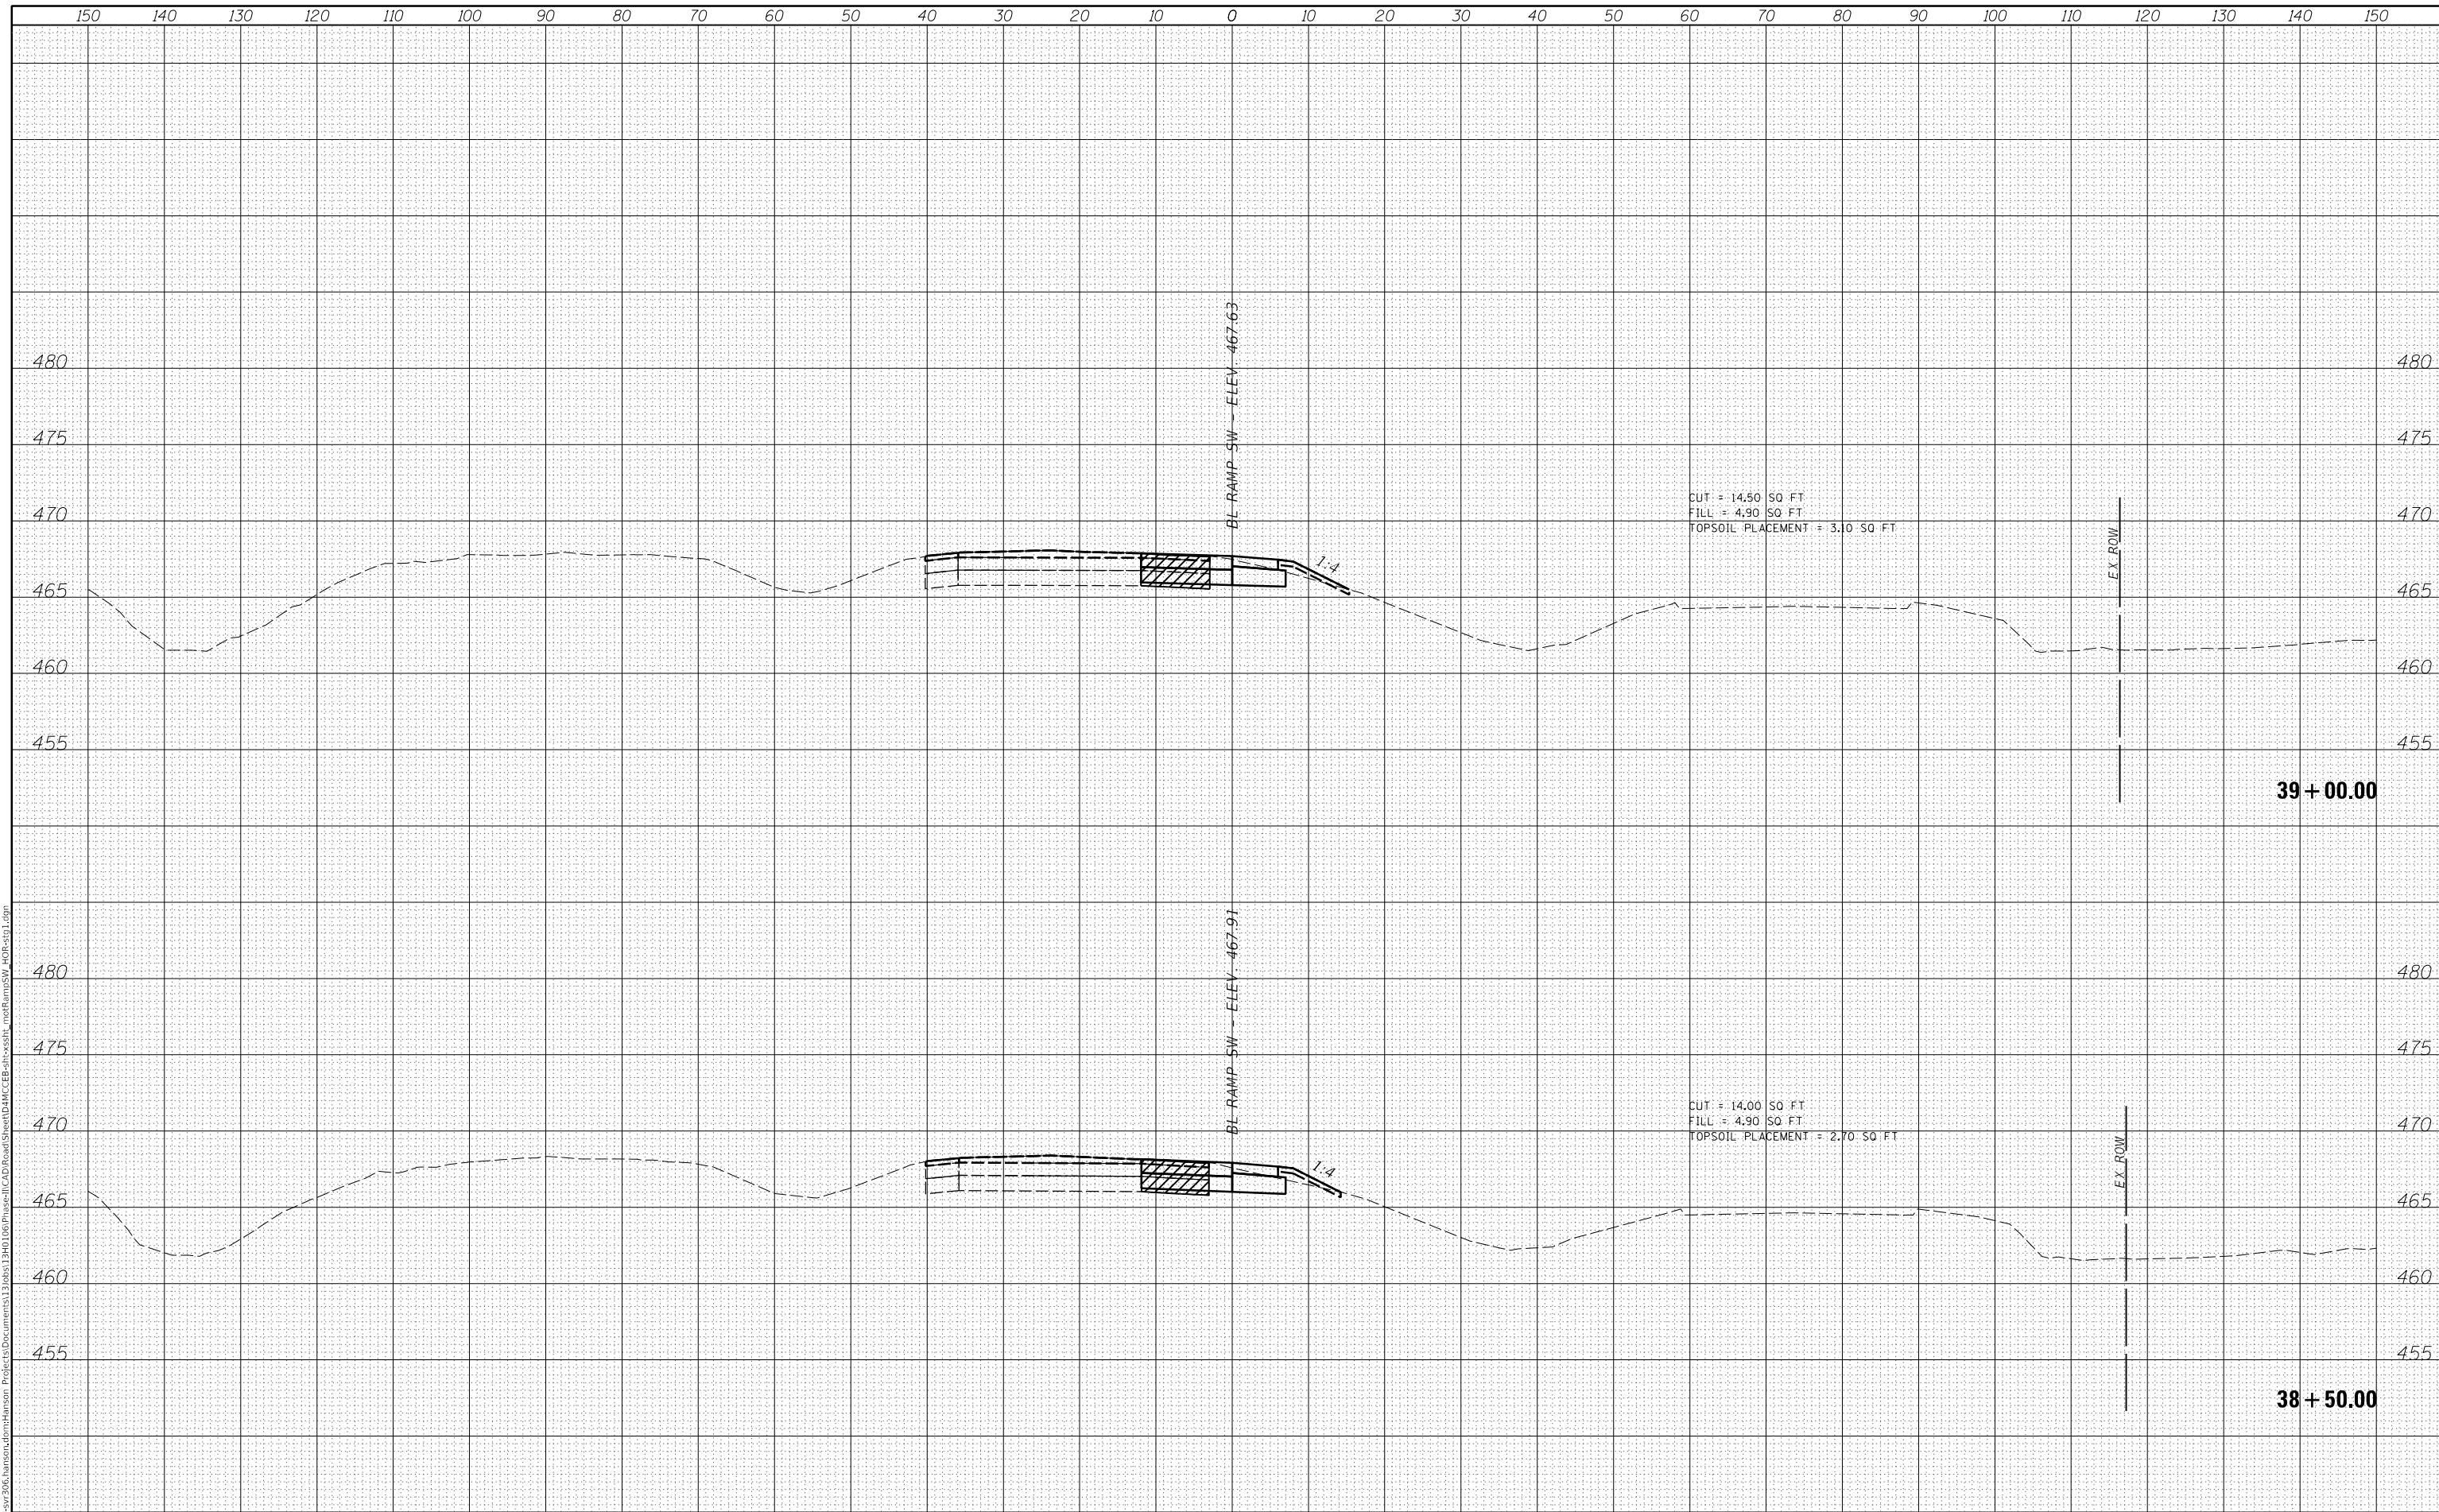 150 140 130 120 110 100 90 80 70 60 50 40 30 20 10 0 10 20 30 40 50 60 70 80 90 100 110 120 130 140 150
BL RAMP SW - ELEV. 467.63
480 480
475 475
CUT = 14.50 SQ FT
470 470
FILL = 4.90 SQ FT
TOPSOIL PLACEMENT = 3.10 SQ FT
EX ROW
1:4
465 465
460 460
455 455
39+00.00
BL RAMP SW - ELEV. 467.91
480 480
475 475
CUT = 14.00 SQ FT
470 470
FILL = 4.90 SQ FT
TOPSOIL PLACEMENT = 2.70 SQ FT
EX ROW
1:4
465 465
460 460
455 455
38+50.00